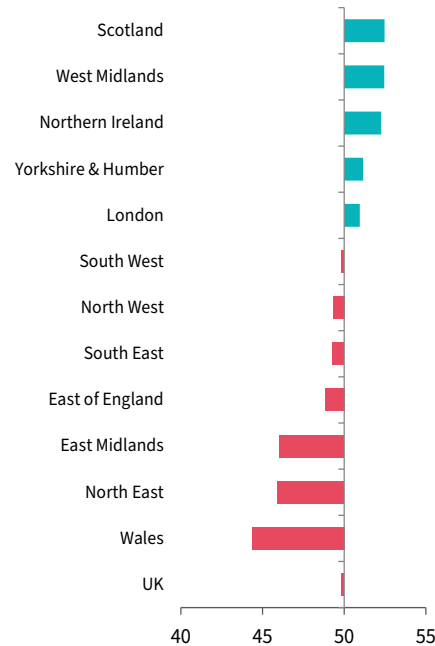 Scotland
West Midlands
Northern Ireland
Yorkshire & Humber
London
South West
North West
South East
East of England
East Midlands
North East
Wales
UK
40 45 50 55